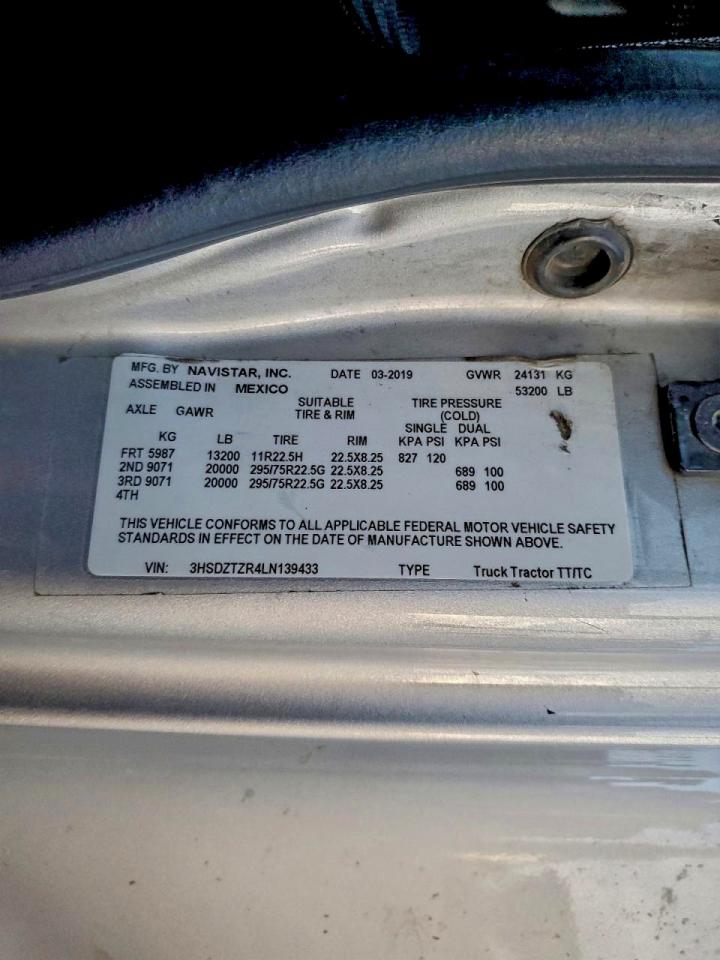 MFG. BY NAVISTAR, INC. DATE 03-2019 GVWR 24131 KG
ASSEMBLED IN MEXICO 53200 LB
AXLE GAWR SUITABLE TIRE PRESSURE
TIRE & RIM (COLD)
SINGLE DUAL
KG LB TIRE RIM KPA PSI KPA PSI
FRT 5987 13200 11R22.5H 22.5X8.25 827 120
2ND 9071 20000 295/75R22.5G 22.5X8.25 689 100
3RD 9071 20000 295/75R22.5G 22.5X8.25 689 100
4TH
THIS VEHICLE CONFORMS TO ALL APPLICABLE FEDERAL MOTOR VEHICLE SAFETY
STANDARDS IN EFFECT ON THE DATE OF MANUFACTURE SHOWN ABOVE.
VIN: 3HSDZTZR4LN139433 TYPE Truck Tractor TT/TC